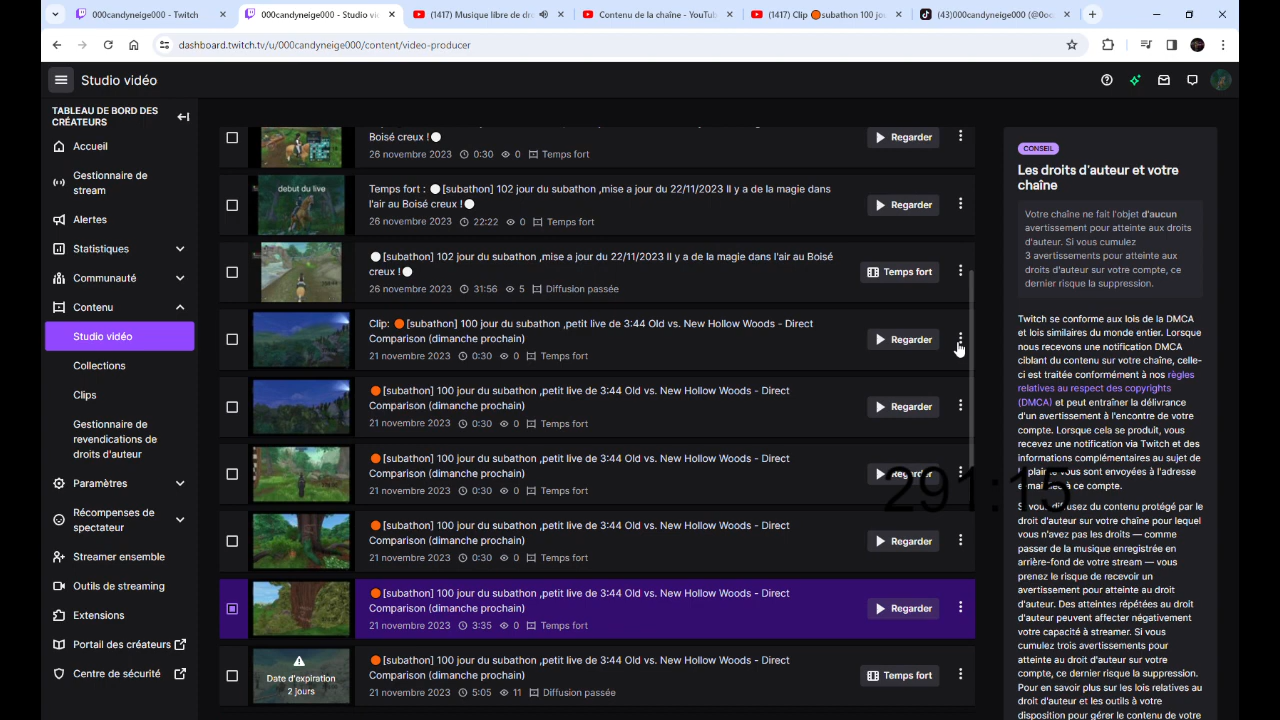 000candyneige000 - Twitch
000candyneige000 - Studio vi
(1417) Musique libre de dr
Contenu de la chaîne - YouTu
(1417) Clip 🟠subathon 100 jo
(43)000candyneige000 (@0o
dashboard.twitch.tv/u/000candyneige000/content/video-producer
Studio vidéo
TABLEAU DE BORD DES
CRÉATEURS
Accueil
Gestionnaire de
stream
Alertes
Statistiques
Communauté
Contenu
Studio vidéo
Collections
Clips
Gestionnaire de
revendications de
droits d'auteur
Paramètres
Récompenses de
spectateur
Streamer ensemble
Outils de streaming
Extensions
Portail des créateurs
Centre de sécurité
Boisé creux !⚪
26 novembre 2023 0:30 0 Temps fort
Regarder
debut du live
Temps fort : ⚪[subathon] 102 jour du subathon ,mise a jour du 22/11/2023 Il y a de la magie dans
l'air au Boisé creux !⚪
26 novembre 2023 22:22 0 Temps fort
Regarder
⚪[subathon] 102 jour du subathon ,mise a jour du 22/11/2023 Il y a de la magie dans l'air au Boisé
creux !⚪
26 novembre 2023 31:56 5 Diffusion passée
Temps fort
Clip: 🟠[subathon] 100 jour du subathon ,petit live de 3:44 Old vs. New Hollow Woods - Direct
Comparison (dimanche prochain)
21 novembre 2023 0:30 0 Temps fort
Regarder
🟠[subathon] 100 jour du subathon ,petit live de 3:44 Old vs. New Hollow Woods - Direct
Comparison (dimanche prochain)
21 novembre 2023 0:30 0 Temps fort
Regarder
🟠[subathon] 100 jour du subathon ,petit live de 3:44 Old vs. New Hollow Woods - Direct
Comparison (dimanche prochain)
21 novembre 2023 0:30 0 Temps fort
Regarder
🟠[subathon] 100 jour du subathon ,petit live de 3:44 Old vs. New Hollow Woods - Direct
Comparison (dimanche prochain)
21 novembre 2023 0:30 0 Temps fort
Regarder
🟠[subathon] 100 jour du subathon ,petit live de 3:44 Old vs. New Hollow Woods - Direct
Comparison (dimanche prochain)
21 novembre 2023 3:35 0 Temps fort
Regarder
Date d'expiration
2 jours
🟠[subathon] 100 jour du subathon ,petit live de 3:44 Old vs. New Hollow Woods - Direct
Comparison (dimanche prochain)
21 novembre 2023 5:05 11 Diffusion passée
Temps fort
291:15
CONSEIL
Les droits d'auteur et votre
chaîne
Votre chaîne ne fait l'objet d'aucun
avertissement pour atteinte aux droits
d'auteur. Si vous cumulez
3 avertissements pour atteinte aux
droits d'auteur sur votre compte, ce
dernier risque la suppression.
Twitch se conforme aux lois de la DMCA
et lois similaires du monde entier. Lorsque
nous recevons une notification DMCA
ciblant du contenu sur votre chaîne, celle-
ci est traitée conformément à nos règles
relatives au respect des copyrights
(DMCA) et peut entraîner la délivrance
d'un avertissement à l'encontre de votre
compte. Lorsque cela se produit, vous
recevez une notification via Twitch et des
informations complémentaires au sujet de
la plainte vous sont envoyées à l'adresse
e-mail liée à ce compte.
Si vous diffusez du contenu protégé par le
droit d'auteur sur votre chaîne pour lequel
vous n'avez pas les droits — comme
passer de la musique enregistrée en
arrière-fond de votre stream — vous
prenez le risque de recevoir un
avertissement pour atteinte au droit
d'auteur. Des atteintes répétées au droit
d'auteur peuvent affecter négativement
votre capacité à streamer. Si vous
cumulez trois avertissements pour
atteinte au droit d'auteur sur votre
compte, ce dernier risque la suppression.
Pour en savoir plus sur les lois relatives au
droit d'auteur et les outils à votre
disposition pour gérer le contenu de votre